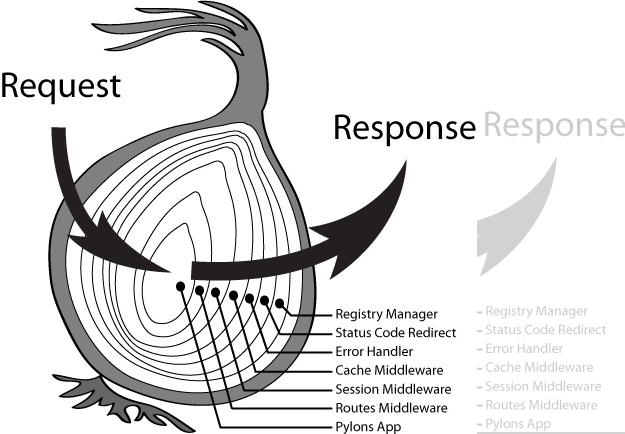 Request
Response
Response
Registry Manager
Status Code Redirect
Error Handler
Cache Middleware
Session Middleware
Routes Middleware
Pylons App
Registry Manager
Status Code Redirect
Error Handler
Cache Middleware
Session Middleware
Routes Middleware
Pylons App